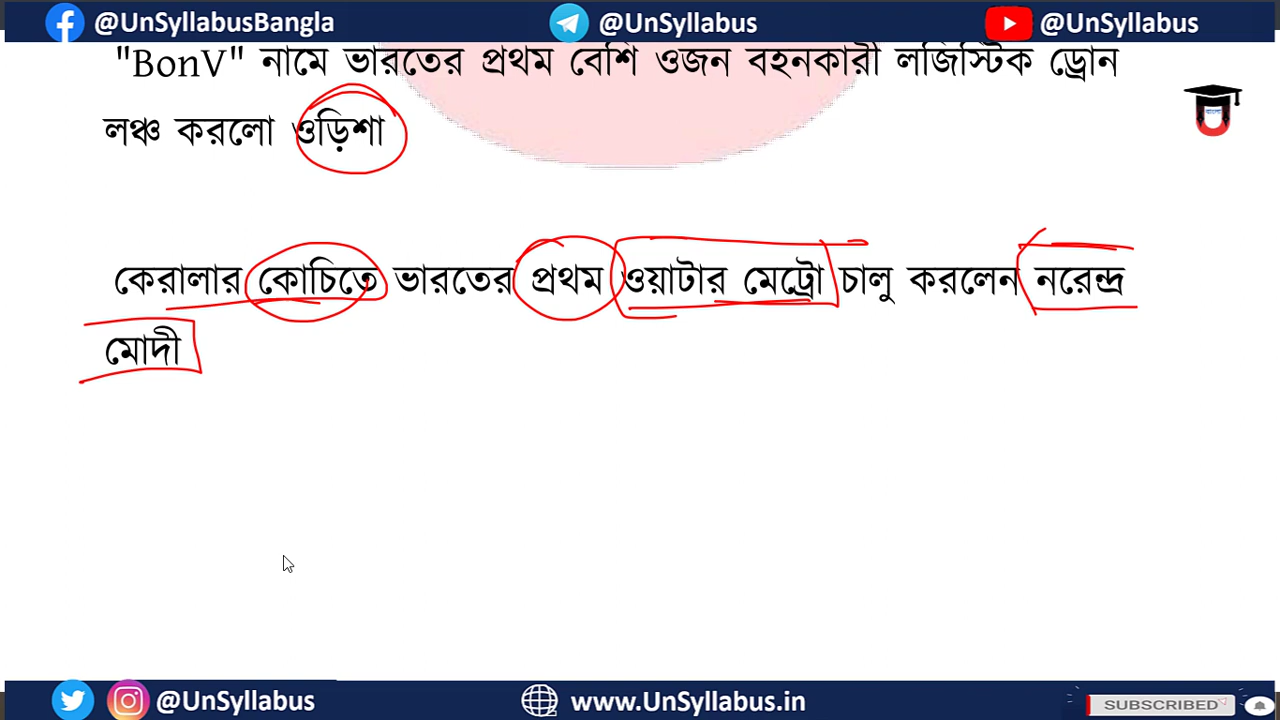 @UnSyllabusBangla @UnSyllabus @UnSyllabus
"BonV" নামে ভারতের প্রথম বেশি ওজন বহনকারী লজিস্টিক ড্রোন
লঞ্চ করলো ওড়িশা
কেরালার কোচিতে ভারতের প্রথম ওয়াটার মেট্রো চালু করলেন নরেন্দ্র
মোদী
@UnSyllabus www.UnSyllabus.in SUBSCRIBED